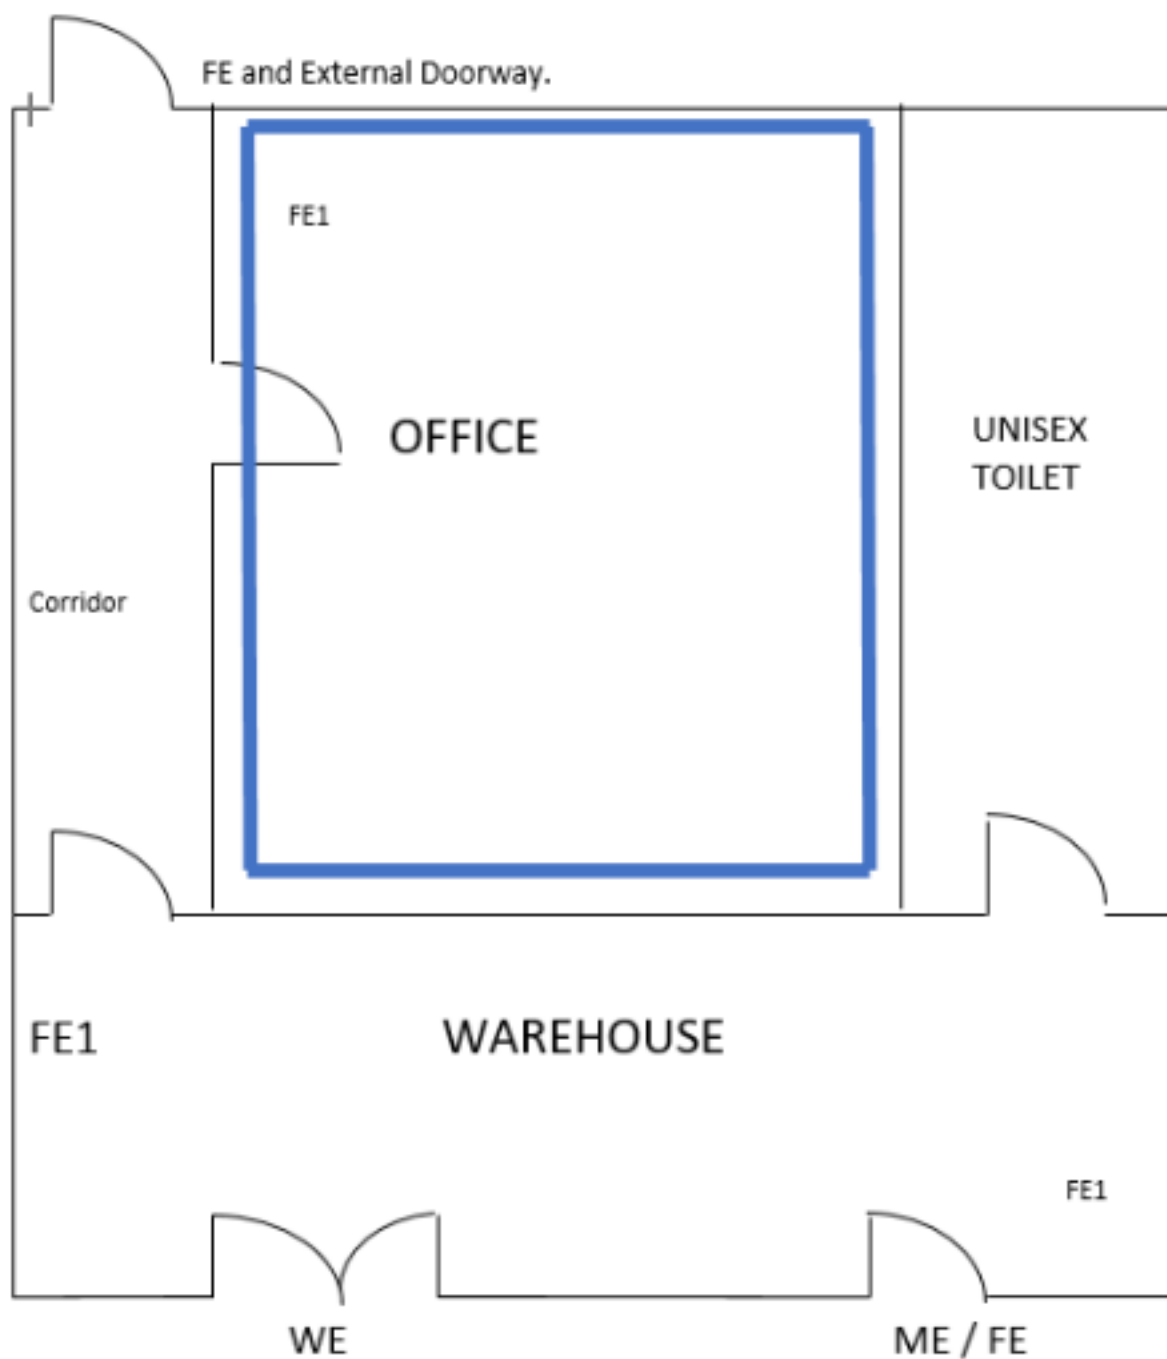 FE and External Doorway.
FE1
OFFICE
UNISEX
TOILET
Corridor
FE1
WAREHOUSE
FE1
WE
ME / FE